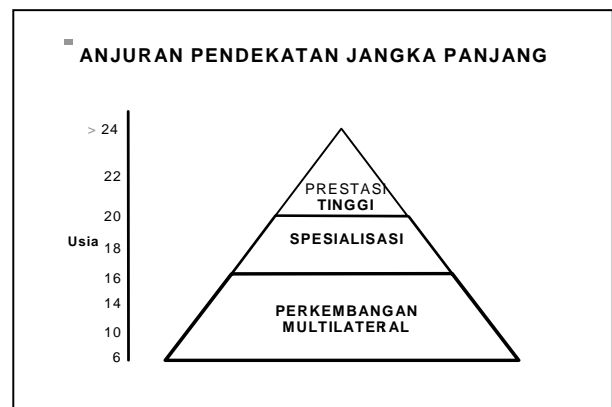 ANJURAN PENDEKATAN JANGKA PANJANG
> 24
22
PRESTASI
TINGGI
20
SPESIALISASI
Usia
18
16
14
PERKEMBANGAN
MULTILATERAL
10
6